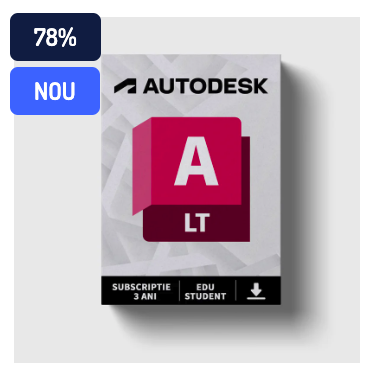 78%
NOU
AUTODESK
A
LT
SUBSCRIPTIE
3 ANI
EDU
STUDENT